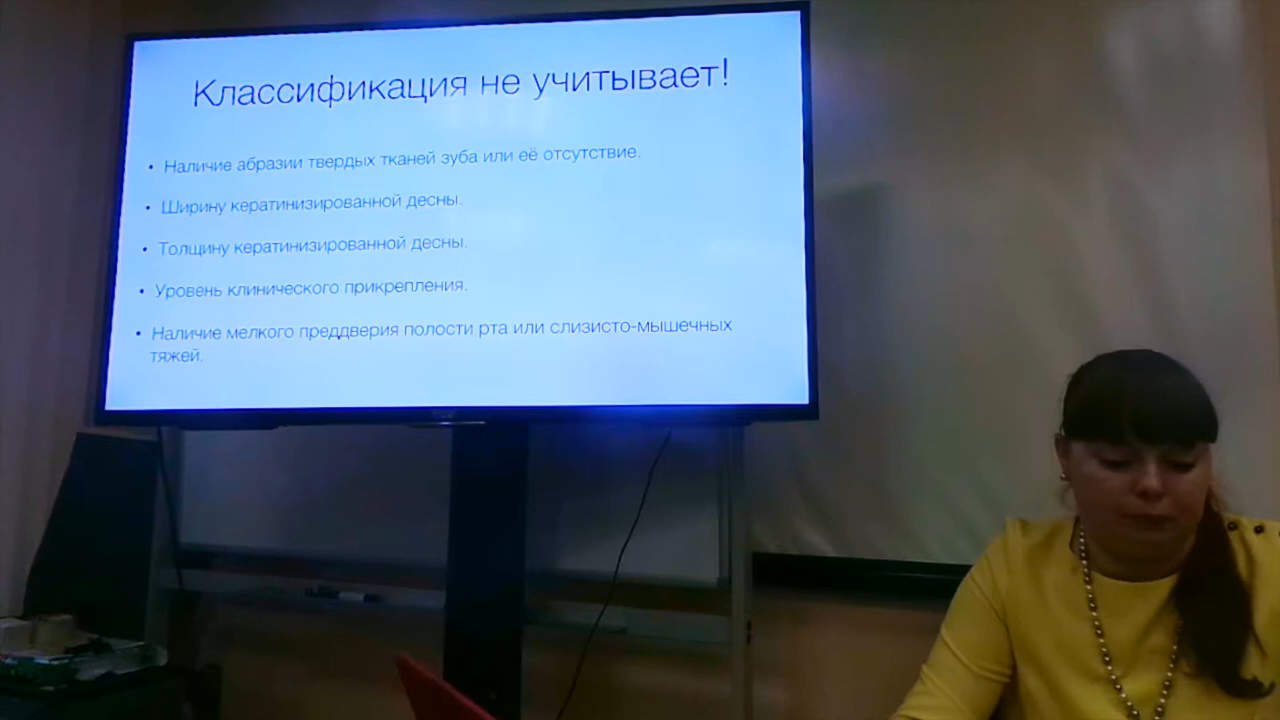 Классификация не учитывает!
• Наличие абразии твердых тканей зуба или её отсутствие.
• Ширину кератинизированной десны.
• Толщину кератинизированной десны.
• Уровень клинического прикрепления.
• Наличие мелкого преддверия полости рта или слизисто-мышечных
тяжей.